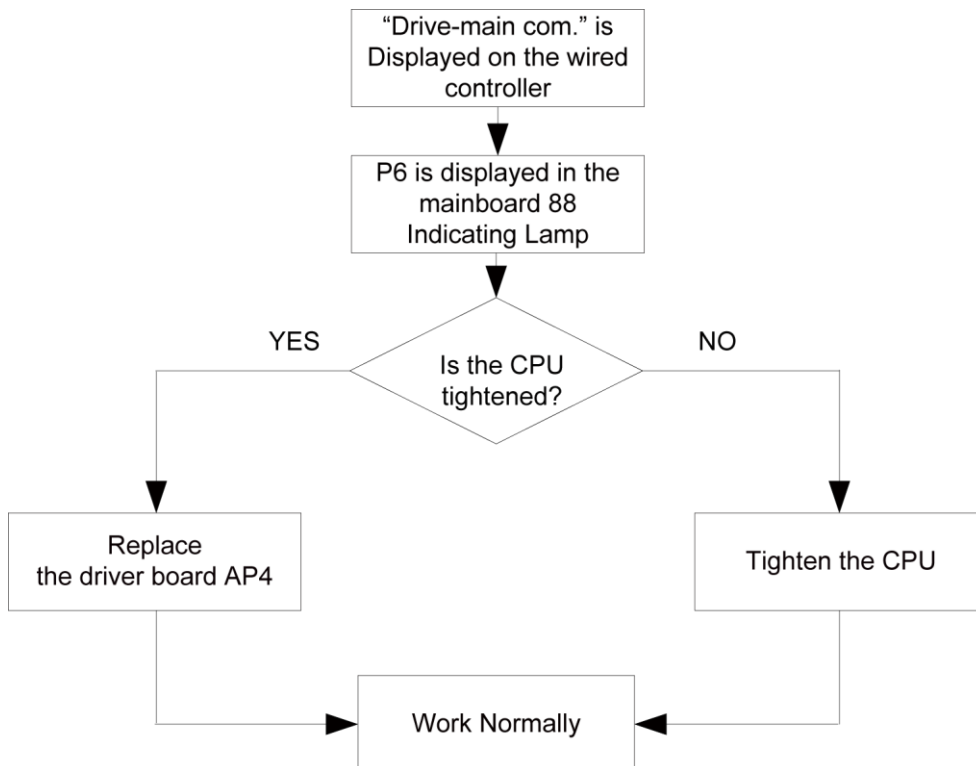 “Drive-main com.” is
Displayed on the wired
controller
P6 is displayed in the
mainboard 88
Indicating Lamp
YES
NO
Is the CPU
tightened?
Replace
the driver board AP4
Tighten the CPU
Work Normally